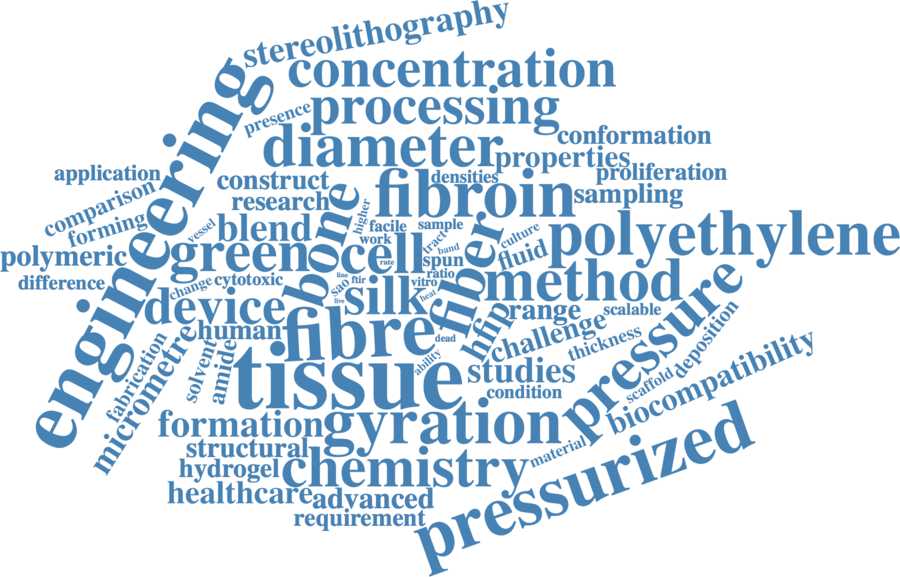 stereolithography
concentration
engineering
processing
presence
diameter
conformation
properties
application
proliferation
densities
construct
fibroin
comparison
research
sampling
bone
higher
forming
vessel
blend
facile
sample
culture
polyethylene
work
tract
polymeric
green
cell
band
fiber
fluid
rate
spun
difference
change
cytotoxic
line
sao
ftir
vitro
ratio
method
device
live
silk
heat
pressure
range
scalable
human
fibre
hfip
challenge
micrometre
dead
thickness
deposition
fabrication
solvent
amide
tissue
ability
studies
scaffold
condition
biocompatibility
formation
gyration
structural
material
hydrogel
chemistry
pressurized
healthcare
advanced
requirement